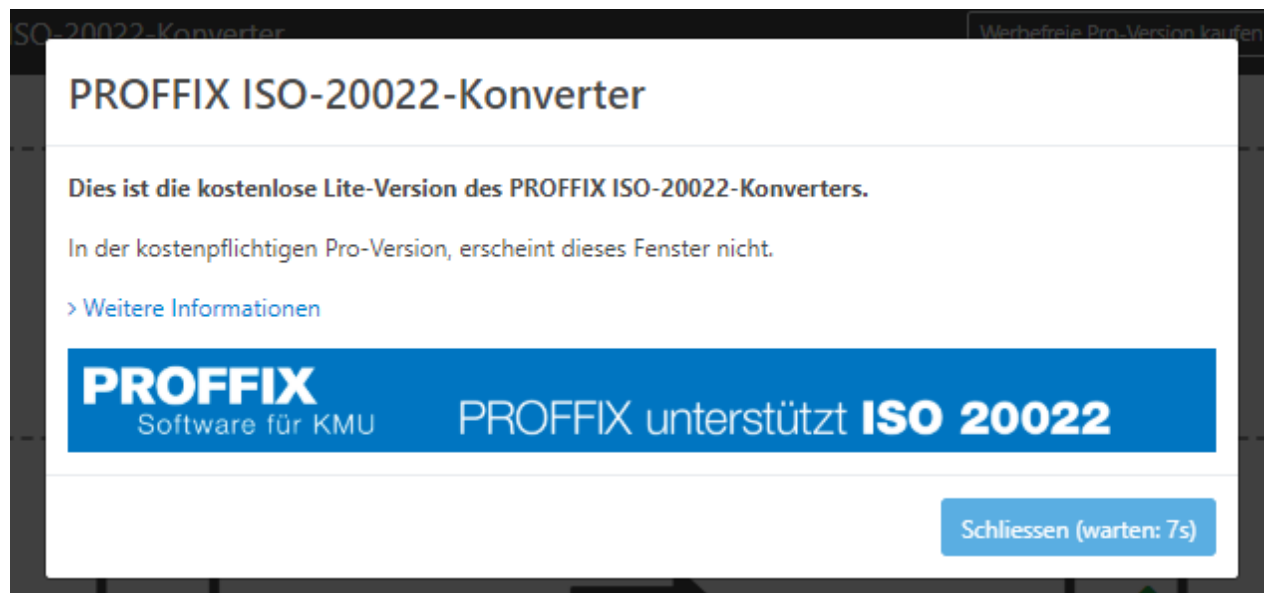 ISO-20022-Konverter
Werbefreie Pro-Version kaufen
PROFFIX ISO-20022-Konverter
Dies ist die kostenlose Lite-Version des PROFFIX ISO-20022-Konverters.
In der kostenpflichtigen Pro-Version, erscheint dieses Fenster nicht.
> Weitere Informationen
PROFFIX
Software für KMU
PROFFIX unterstützt ISO 20022
Schliessen (warten: 7s)